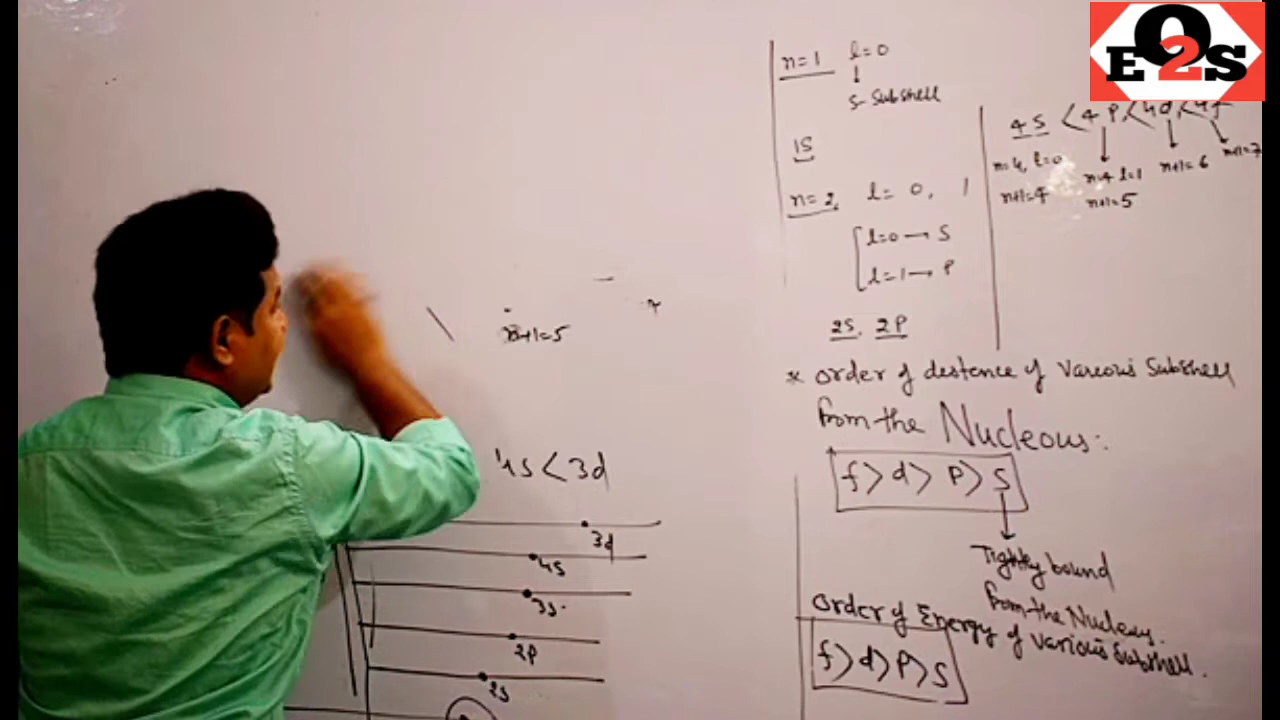 EO2S
n=1 l=0
S-Subshell
1S
n=2, l= 0, 1
l=0 → S
l=1 → P
2S, 2P
4S < 4P < 4d < 4f
n=4, l=0
n+l=4
n=4 l=1
n+l=5
n+l=6
n+l=7
* Order of destence of Vareous Subshell
from the Nucleous:
f > d > P > S
Tightly bound
from the Nucleus.
Order of Energy of various Subshell.
f > d > P > S
n+l=5
4S < 3d
3d
4S
3S
2P
2S